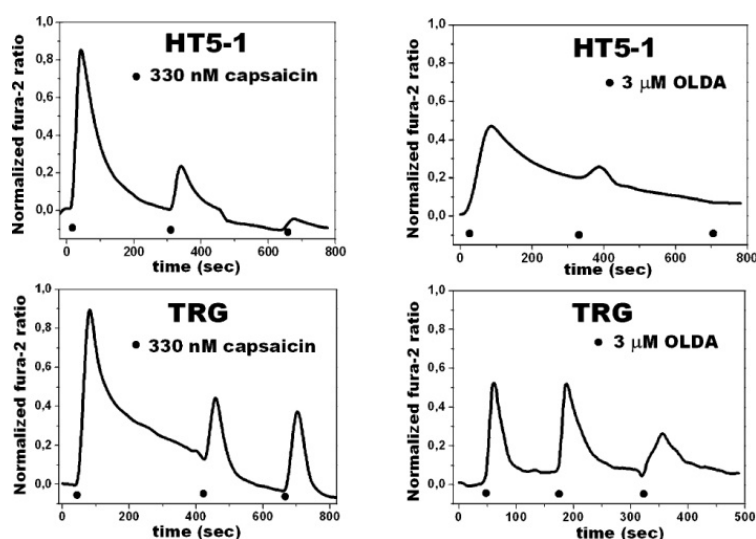 HT5-1
• 330 nM capsaicin
Normalized fura-2 ratio
1,0
0,8
0,6
0,4
0,2
0,0
0 200 400 600 800
time (sec)
HT5-1
• 3 µM OLDA
Normalized fura-2 ratio
1,0
0,8
0,6
0,4
0,2
0,0
0 200 400 600 800
time (sec)
TRG
• 330 nM capsaicin
Normalized fura-2 ratio
1,0
0,8
0,6
0,4
0,2
0,0
0 200 400 600 800
time (sec)
TRG
• 3 µM OLDA
Normalized fura-2 ratio
1,0
0,8
0,6
0,4
0,2
0,0
0 100 200 300 400 500
time (sec)